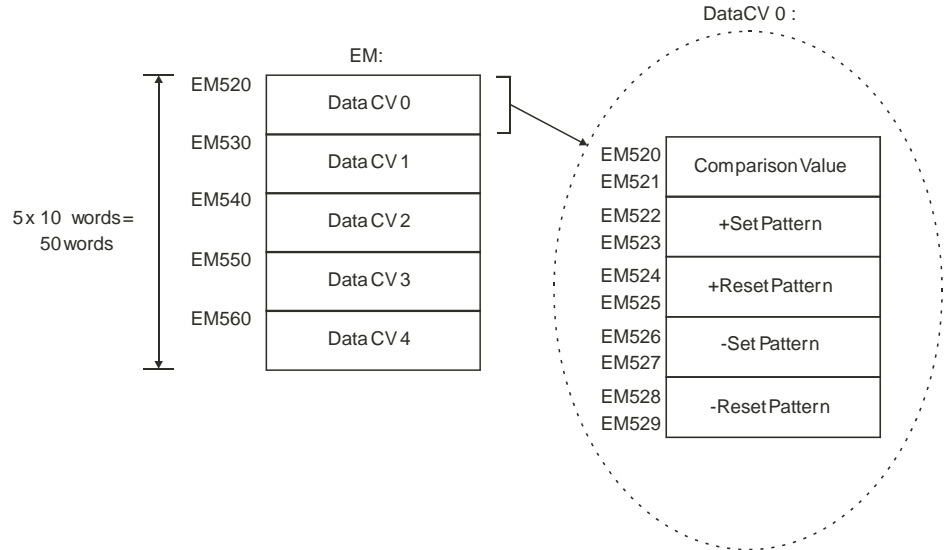 DataCV 0 :
EM:
EM520
Data CV 0
EM530
Data CV 1
EM540
Data CV 2
EM550
Data CV 3
EM560
Data CV 4
5 x 10 words =
50 words
EM520
EM521
Comparison Value
EM522
EM523
+Set Pattern
EM524
EM525
+Reset Pattern
EM526
EM527
-Set Pattern
EM528
EM529
-Reset Pattern